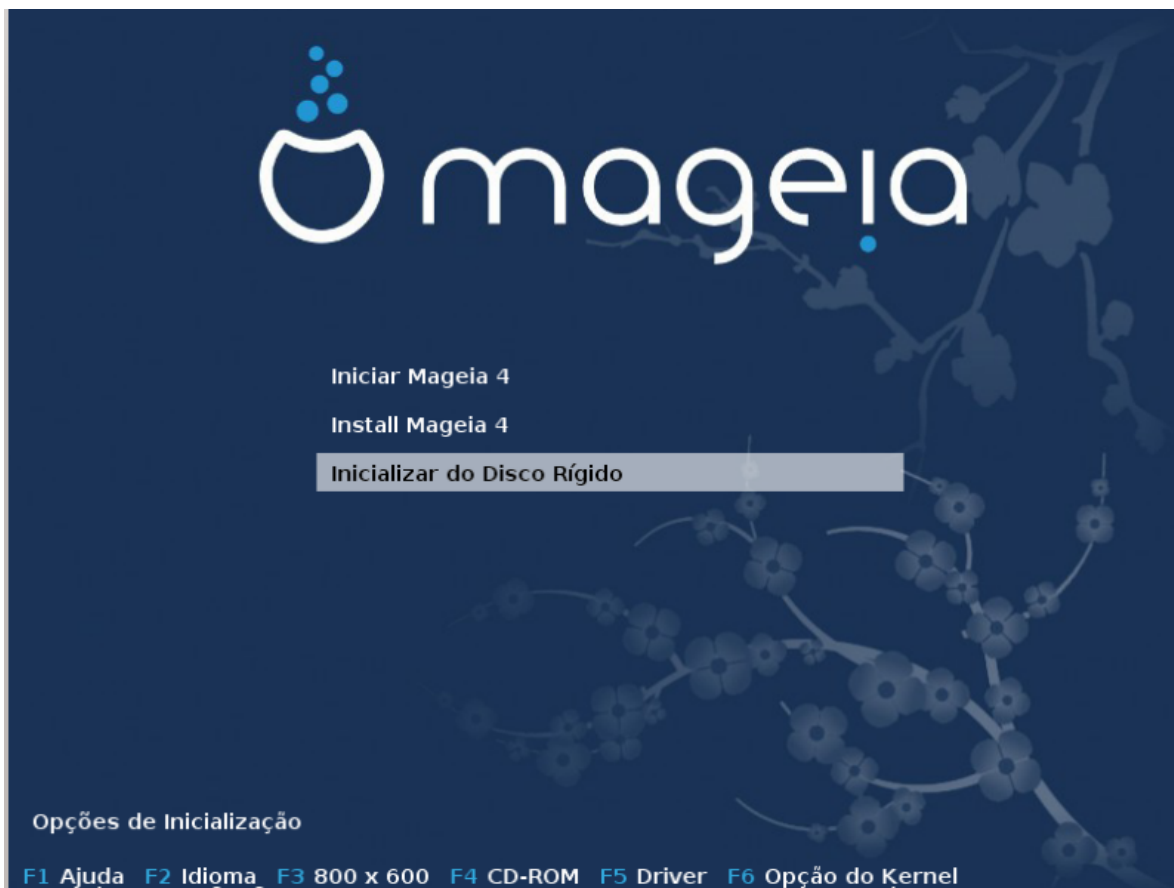 mageia
Iniciar Mageia 4
Install Mageia 4
Inicializar do Disco Rígido
Opções de Inicialização
F1 Ajuda F2 Idioma F3 800 x 600 F4 CD-ROM F5 Driver F6 Opção do Kernel